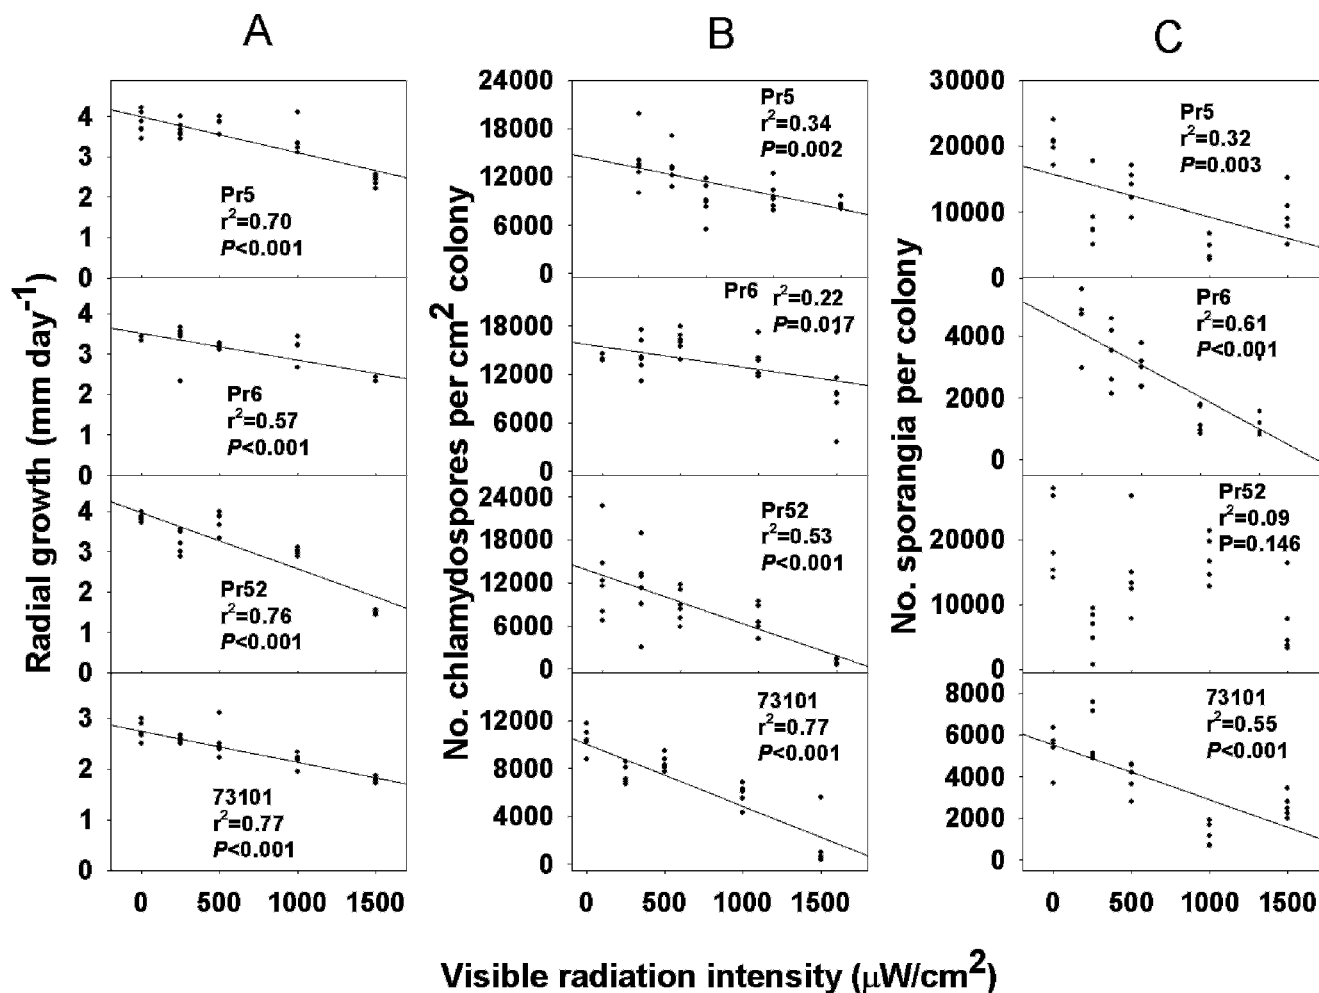 A
B
C
Radial growth (mm day-1)
4
3
2
1
0
Pr5
r2=0.70
P<0.001
4
3
2
1
0
Pr6
r2=0.57
P<0.001
4
3
2
1
0
Pr52
r2=0.76
P<0.001
3
2
1
0
73101
r2=0.77
P<0.001
0 500 1000 1500
No. chlamydospores per cm2 colony
24000
18000
12000
6000
0
Pr5
r2=0.34
P=0.002
18000
12000
6000
0
Pr6 r2=0.22
P=0.017
24000
18000
12000
6000
0
Pr52
r2=0.53
P<0.001
12000
8000
4000
0
73101
r2=0.77
P<0.001
0 500 1000 1500
No. sporangia per colony
30000
20000
10000
0
Pr5
r2=0.32
P=0.003
4000
2000
0
Pr6
r2=0.61
P<0.001
20000
10000
0
Pr52
r2=0.09
P=0.146
8000
6000
4000
2000
0
73101
r2=0.55
P<0.001
0 500 1000 1500
Visible radiation intensity (μW/cm2)